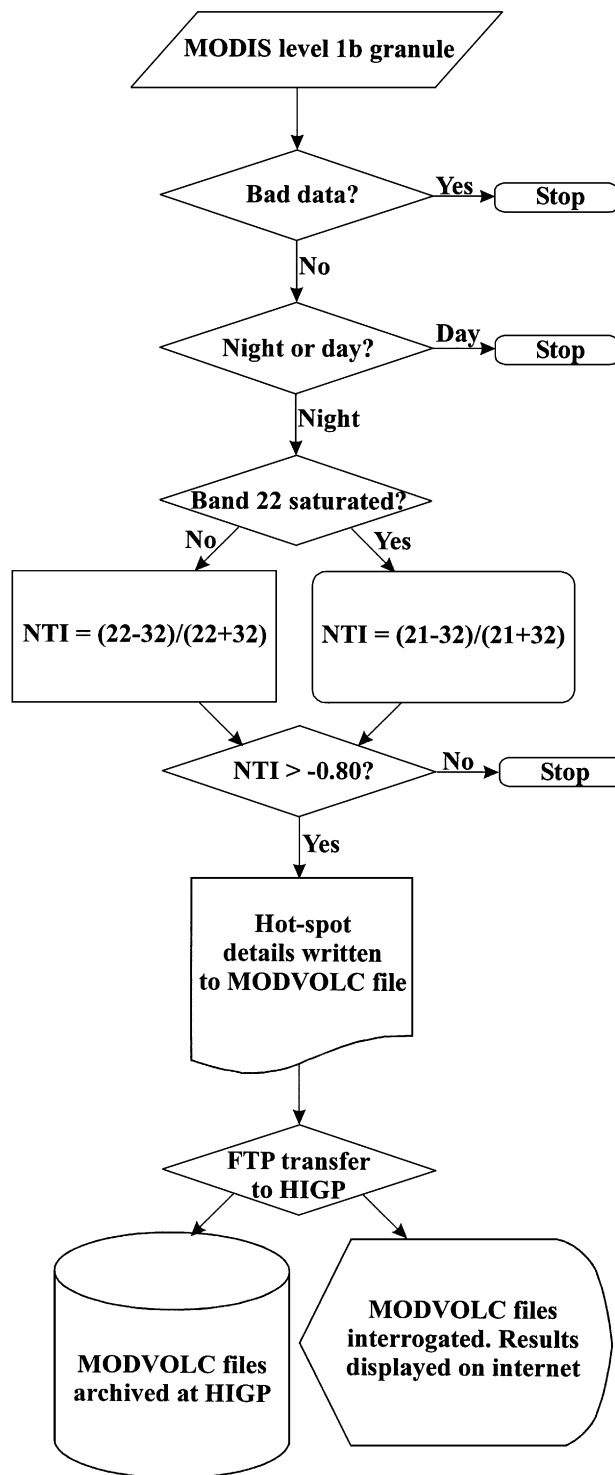 MODIS level 1b granule
Bad data?
Yes
Stop
No
Night or day?
Day
Stop
Night
Band 22 saturated?
No
Yes
NTI = (22-32)/(22+32)
NTI = (21-32)/(21+32)
NTI > -0.80?
No
Stop
Yes
Hot-spot
details written
to MODVOLC file
FTP transfer
to HIGP
MODVOLC files
archived at HIGP
MODVOLC files
interrogated. Results
displayed on internet